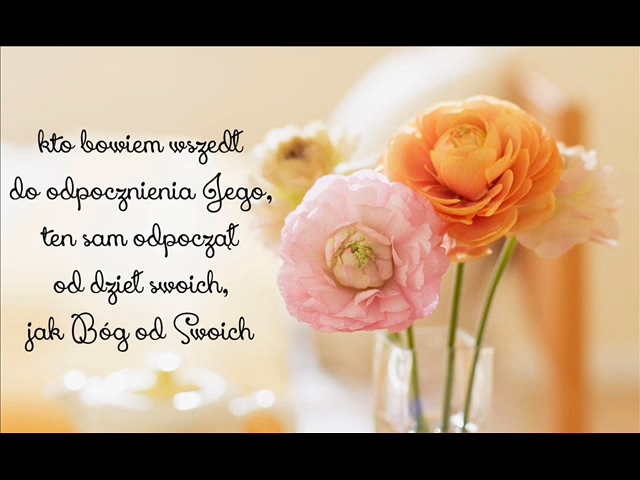 kto bowiem wszedł
do odpocznienia Jego,
ten sam odpoczął
od dzieł swoich,
jak Bóg od Swoich